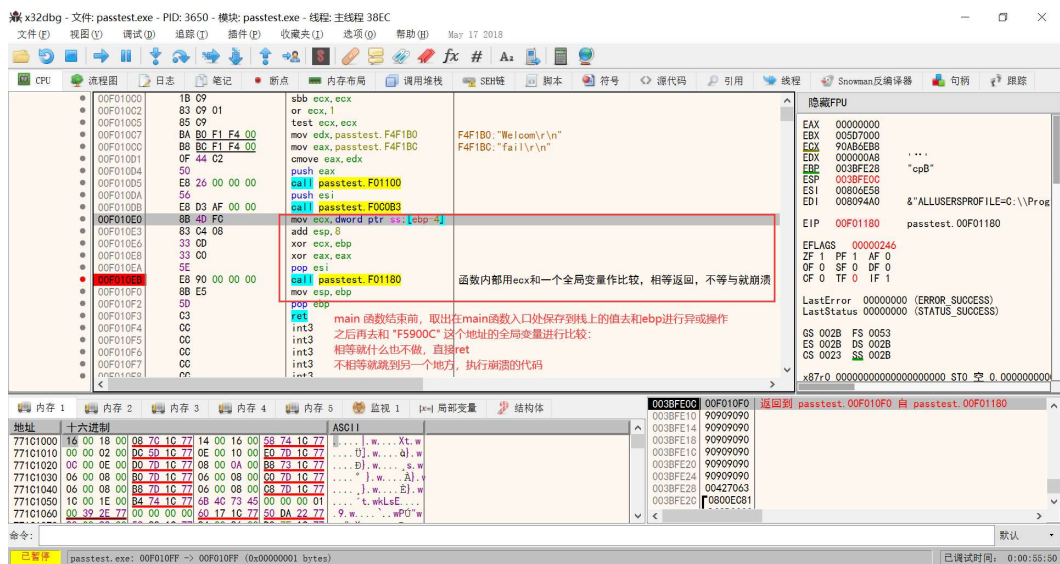 x32dbg - 文件: passtest.exe - PID: 3650 - 模块: passtest.exe - 线程: 主线程 38EC
文件(F) 视图(V) 调试(D) 追踪(T) 插件(P) 收藏夹(I) 选项(O) 帮助(H) May 17 2018
CPU 流程图 日志 笔记 断点 内存布局 调用堆栈 SEH链 脚本 符号 源代码 引用 线程 Snowman反编译器 句柄 跟踪
00F010C0 1B C9 sbb ecx,ecx
00F010C2 83 C9 01 or ecx,1
00F010C5 85 C9 test ecx,ecx
00F010C7 BA B0 F1 F4 00 mov edx,passtest.F4F1B0 F4F1B0:"Welcom\r\n"
00F010CC B8 BC F1 F4 00 mov eax,passtest.F4F1BC F4F1BC:"fail\r\n"
00F010D1 0F 44 C2 cmove eax,edx
00F010D4 50 push eax
00F010D5 E8 26 00 00 00 call passtest.F01100
00F010DA 56 push esi
00F010DB E8 D3 AF 00 00 call passtest.F0C0B3
00F010E0 8B 4D FC mov ecx,dword ptr ss:[ebp-4]
00F010E3 83 C4 08 add esp,8
00F010E6 33 CD xor ecx,ebp
00F010E8 33 C0 xor eax,eax
00F010EA 5E pop esi
00F010EB E8 90 00 00 00 call passtest.F01180 函数内部用ecx和一个全局变量作比较，相等返回，不等与就崩溃
00F010F0 8B E5 mov esp,ebp
00F010F2 5D pop ebp
00F010F3 C3 ret
00F010F4 CC int3
00F010F5 CC int3
00F010F6 CC int3
00F010F7 CC int3
00F010F8 CC int3
main 函数结束前，取出在main函数入口处保存到栈上的值去和ebp进行异或操作
之后再去和 "F5900C" 这个地址的全局变量进行比较：
相等就什么也不做，直接ret
不相等就跳到另一个地方，执行崩溃的代码
隐藏FPU
EAX 00000000
EBX 005D7000
ECX 90AB6EB8
EDX 000000A8
EBP 003BFE28 "cpB"
ESP 003BFE0C
ESI 00806E58
EDI 008094A0 &"ALLUSERSPROFILE=C:\\Prog
EIP 00F01180 passtest.00F01180
EFLAGS 00000246
ZF 1 PF 1 AF 0
OF 0 SF 0 DF 0
CF 0 TF 0 IF 1
LastError 00000000 (ERROR_SUCCESS)
LastStatus 00000000 (STATUS_SUCCESS)
GS 002B FS 0053
ES 002B DS 002B
CS 0023 SS 002B
x87r0 00000000000000000000 ST0 空 0.000000000
内存 1 内存 2 内存 3 内存 4 内存 5 监视 1 [x=] 局部变量 结构体
地址 十六进制 ASCII
771C1000 16 00 18 00 08 7C 1C 77 14 00 16 00 58 74 1C 77 .....|.w....Xt.w
771C1010 00 00 02 00 DC 5D 1C 77 0E 00 10 00 E0 7D 1C 77
771C1020 0C 00 0E 00 D0 7D 1C 77 08 00 0A 00 B8 73 1C 77
771C1030 06 00 08 00 B0 7D 1C 77 06 00 08 00 C0 7D 1C 77
771C1040 06 00 08 00 B8 7D 1C 77 06 00 08 00 C8 7D 1C 77
771C1050 1C 00 1E 00 B4 74 1C 77 6B 4C 73 45 00 00 00 01
771C1060 00 39 2E 77 00 00 00 00 60 17 1C 77 50 DA 22 77
003BFE0C 00F010F0 返回到 passtest.00F010F0 自 passtest.00F01180
003BFE10 90909090
003BFE14 90909090
003BFE18 90909090
003BFE1C 90909090
003BFE20 90909090
003BFE24 90909090
003BFE28 00427063
003BFE2C 0800EC81
命令: 默认
已暂停 passtest.exe: 00F010FF -> 00F010FF (0x00000001 bytes) 已调试时间: 0:00:55:50